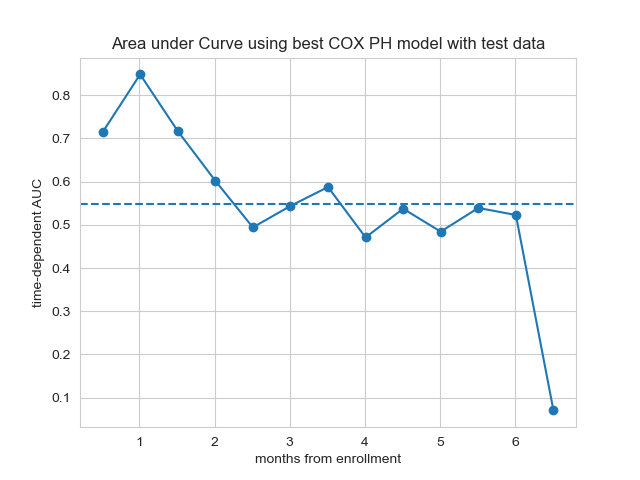 Area under Curve using best COX PH model with test data
time-dependent AUC
0.8
0.7
0.6
0.5
0.4
0.3
0.2
0.1
1 2 3 4 5 6
months from enrollment